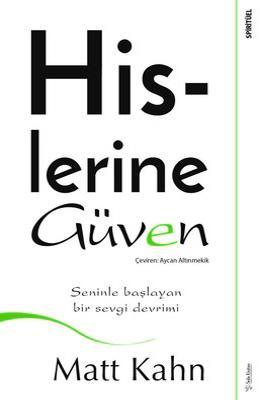 SPİRİTÜEL
His-
lerine
Güven
Çeviren: Aycan Altınmekik
Seninle başlayan
bir sevgi devrimi
Matt Kahn